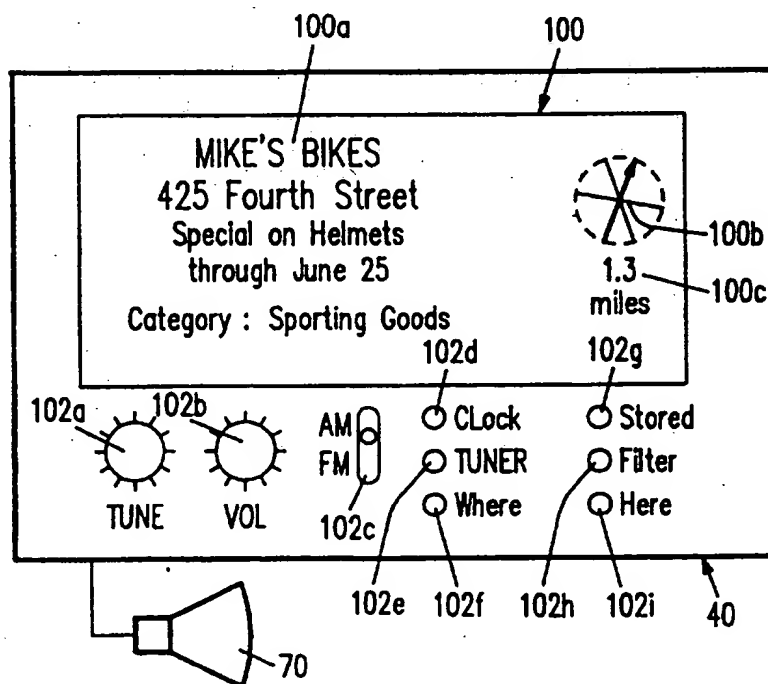 100a
100
MIKE'S BIKES
425 Fourth Street
Special on Helmets
through June 25
Category : Sporting Goods
100b
1.3
miles
100c
102d
102g
102a
102b
AM
FM
102c
TUNE
VOL
CLock
TUNER
Where
Stored
Filter
Here
102e
102f
102h
102i
40
70